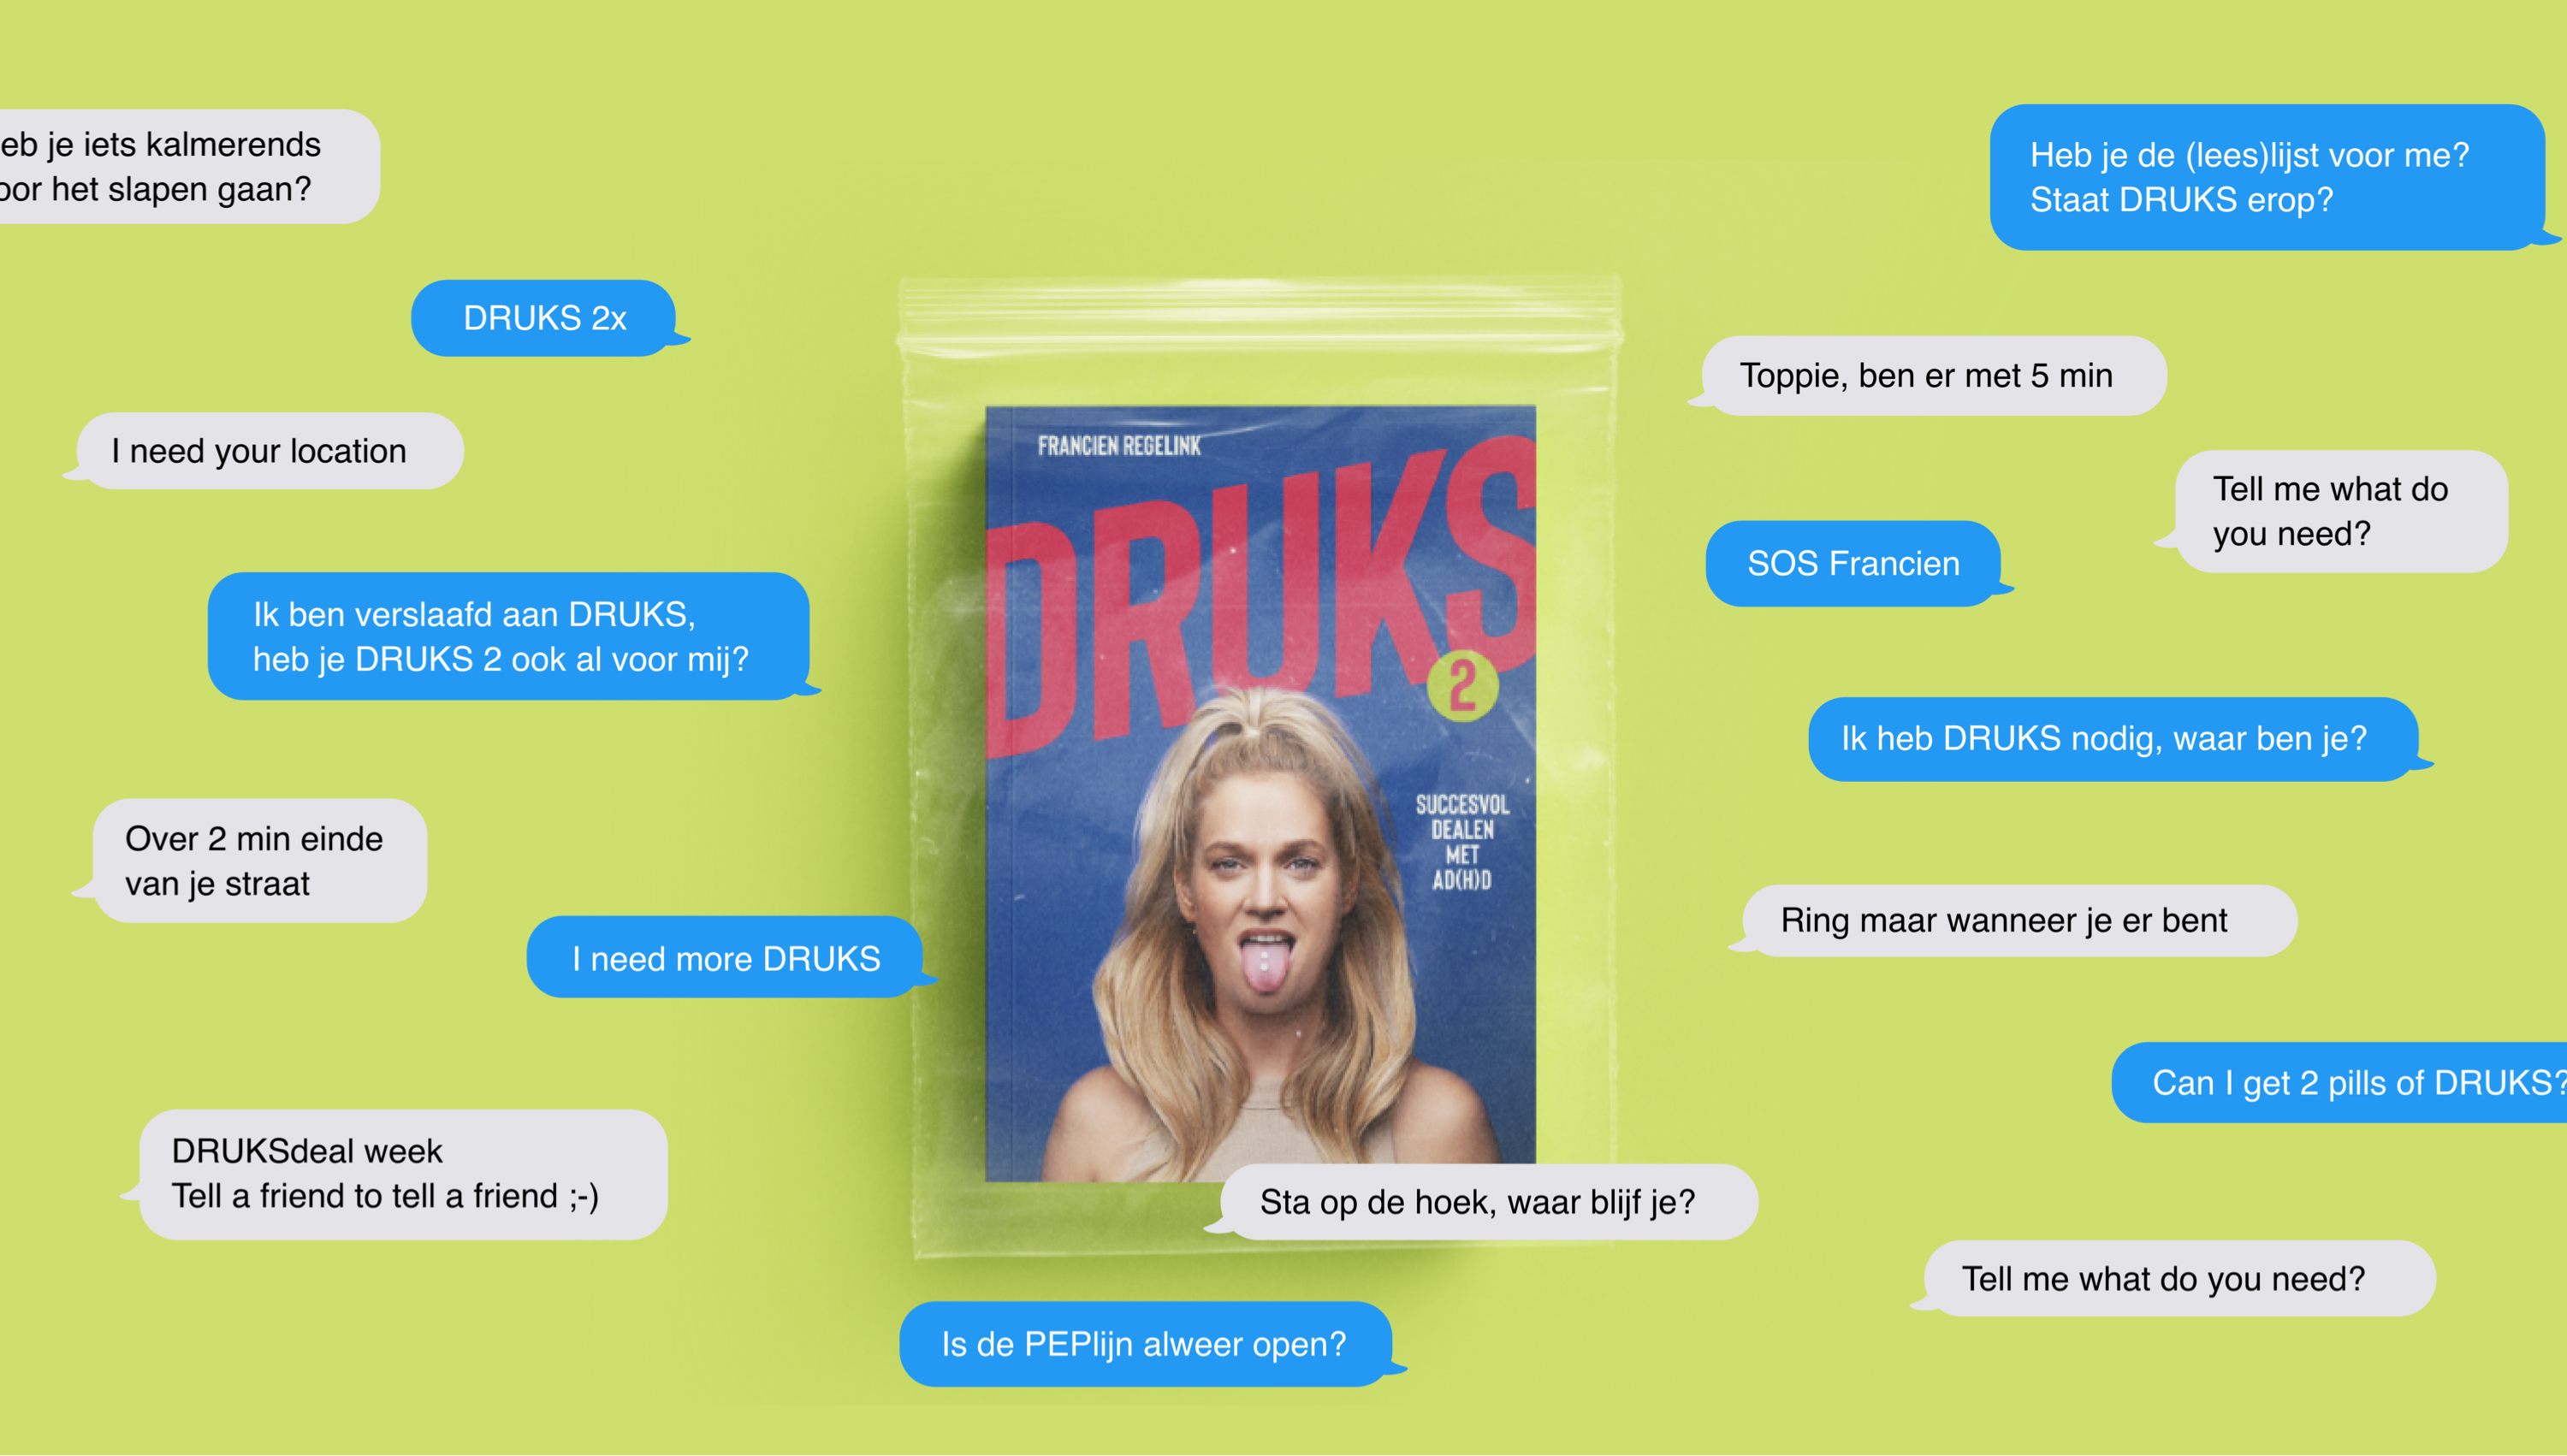 eb je iets kalmerends
oor het slapen gaan?
DRUKS 2x
I need your location
Ik ben verslaafd aan DRUKS,
heb je DRUKS 2 ook al voor mij?
Over 2 min einde
van je straat
I need more DRUKS
DRUKSdeal week
Tell a friend to tell a friend ;-)
FRANCIEN REGELINK
DRUKS
2
SUCCESVOL
DEALEN
MET
AD(H)D
Sta op de hoek, waar blijf je?
Is de PEPlijn alweer open?
Heb je de (lees)lijst voor me?
Staat DRUKS erop?
Toppie, ben er met 5 min
Tell me what do
you need?
SOS Francien
Ik heb DRUKS nodig, waar ben je?
Ring maar wanneer je er bent
Can I get 2 pills of DRUKS?
Tell me what do you need?